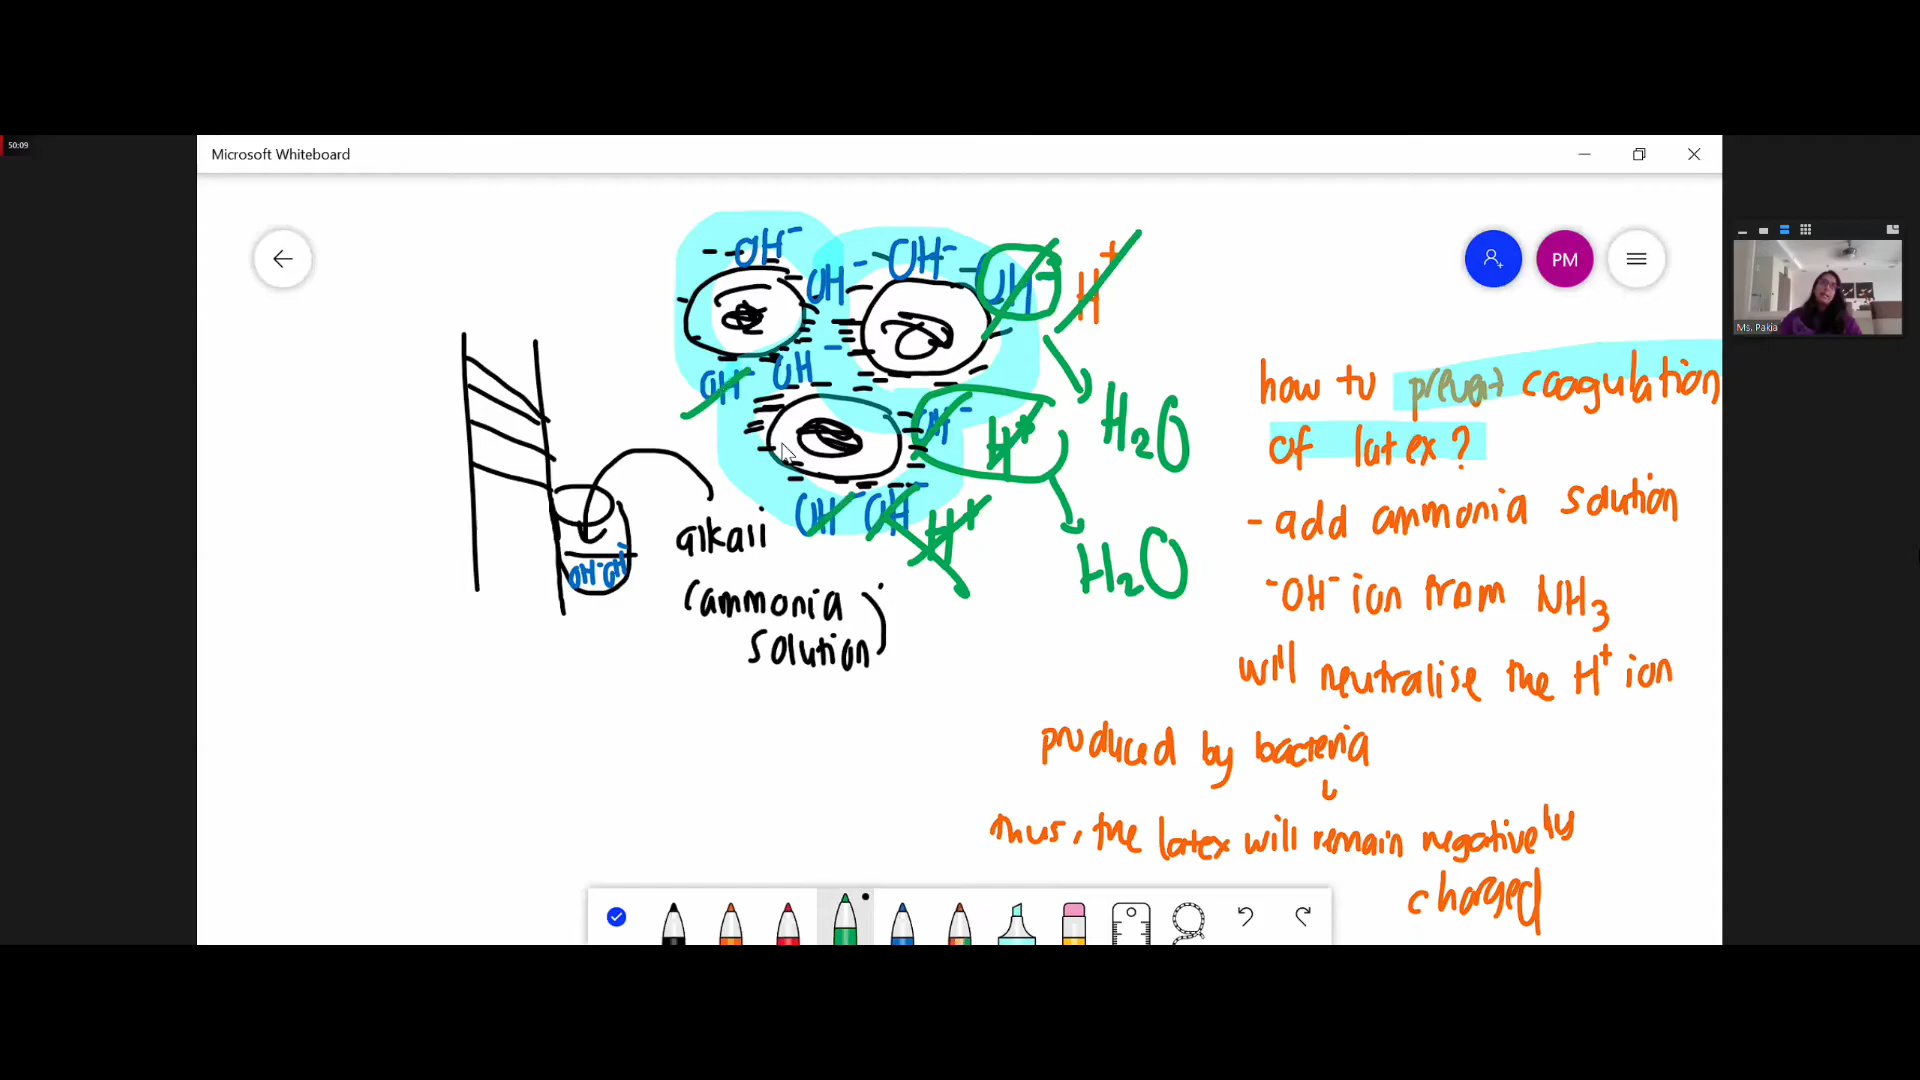 50:09
Microsoft Whiteboard
PM
Ms. Pakia
OH⁻
OH⁻
OH⁻
OH⁻
H⁺
OH⁻
OH⁻
H⁺
H₂O
OH⁻
OH⁻
H⁺
H₂O
OH⁻ OH⁻
alkali
(ammonia
solution)
how to prevent coagulation
of latex?
- add ammonia solution
- OH⁻ ion from NH₃
will neutralise the H⁺ ion
produced by bacteria
thus, the latex will remain negatively
charged